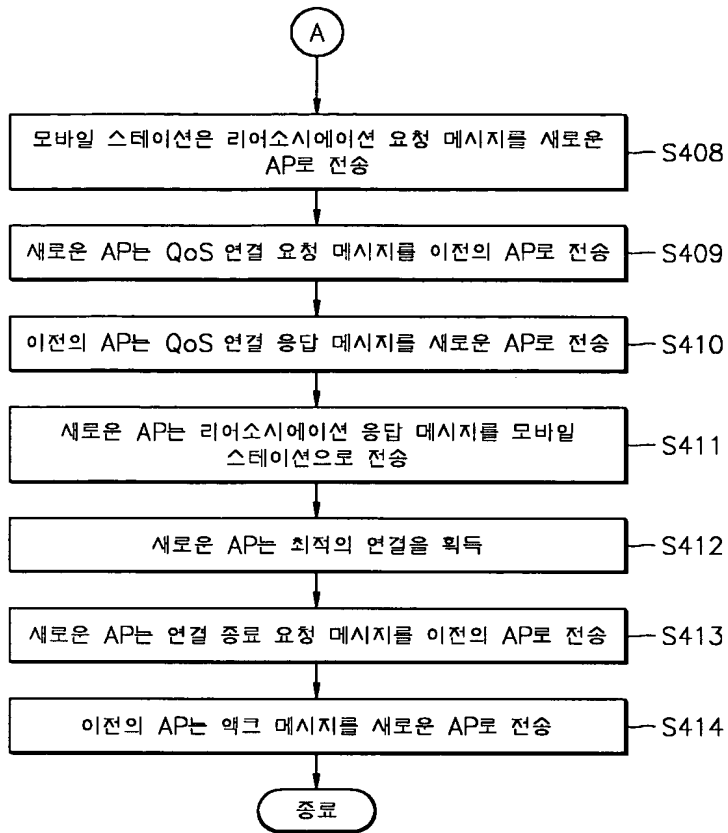 A
모바일 스테이션은 리어소시에이션 요청 메시지를 새로운
AP로 전송
S408
새로운 AP는 QoS 연결 요청 메시지를 이전의 AP로 전송
S409
이전의 AP는 QoS 연결 응답 메시지를 새로운 AP로 전송
S410
새로운 AP는 리어소시에이션 응답 메시지를 모바일
스테이션으로 전송
S411
새로운 AP는 최적의 연결을 획득
S412
새로운 AP는 연결 종료 요청 메시지를 이전의 AP로 전송
S413
이전의 AP는 액크 메시지를 새로운 AP로 전송
S414
종료